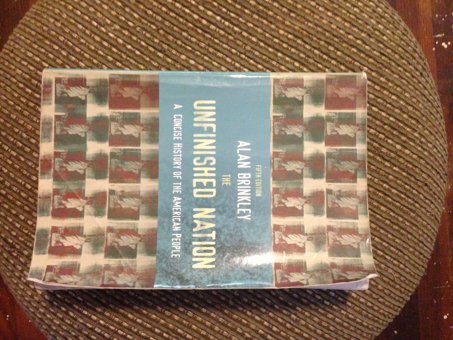 FIFTH EDITION
ALAN BRINKLEY
THE
UNFINISHED NATION
A CONCISE HISTORY OF THE AMERICAN PEOPLE